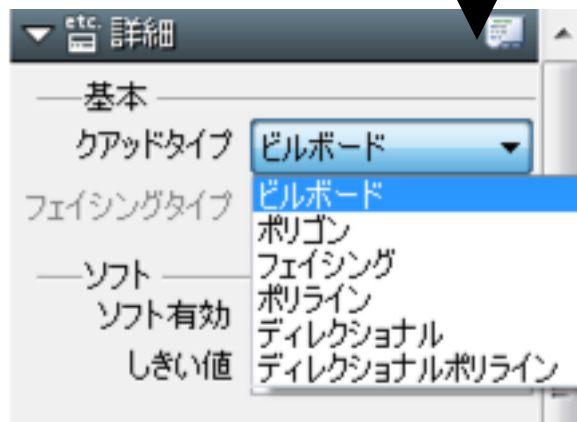 etc. 詳細
基本
クアッドタイプ ビルボード
フェイシングタイプ ビルボード
ポリゴン
フェイシング
ソフト
ソフト有効 ポリライン
ディレクショナル
しきい値 ディレクショナルポリライン